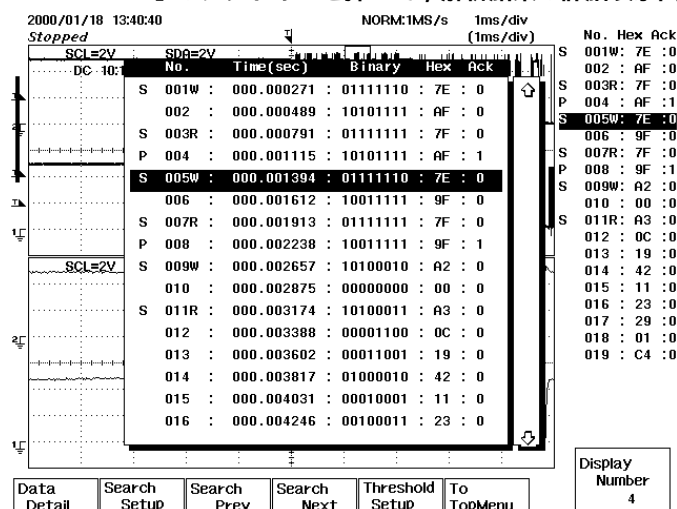 2000/01/18 13:40:40
NORM:1MS/s 1ms/div
Stopped
(1ms/div)
SCL=2V SDA=2V
DC 10:1
No. Time(sec) Binary Hex Ack
S 001W : 000.000271 : 01111110 : 7E : 0
002 : 000.000489 : 10101111 : AF : 0
S 003R : 000.000791 : 01111111 : 7F : 0
P 004 : 000.001115 : 10101111 : AF : 1
S 005W : 000.001394 : 01111110 : 7E : 0
006 : 000.001612 : 10011111 : 9F : 0
S 007R : 000.001913 : 01111111 : 7F : 0
P 008 : 000.002238 : 10011111 : 9F : 1
S 009W : 000.002657 : 10100010 : A2 : 0
010 : 000.002875 : 00000000 : 00 : 0
S 011R : 000.003174 : 10100011 : A3 : 0
012 : 000.003388 : 00001100 : 0C : 0
013 : 000.003602 : 00011001 : 19 : 0
014 : 000.003817 : 01000010 : 42 : 0
015 : 000.004031 : 00010001 : 11 : 0
016 : 000.004246 : 00100011 : 23 : 0
SCL=2V
No. Hex Ack
S 001W: 7E :0
002 : AF :0
S 003R: 7F :0
P 004 : AF :1
S 005W: 7E :0
006 : 9F :0
S 007R: 7F :0
P 008 : 9F :1
S 009W: A2 :0
010 : 00 :0
S 011R: A3 :0
012 : 0C :0
013 : 19 :0
014 : 42 :0
015 : 11 :0
016 : 23 :0
017 : 29 :0
018 : 01 :0
019 : C4 :0
Data Detail
Search Setup
Search Prev
Search Next
Threshold Setup
To TopMenu
Display Number
4